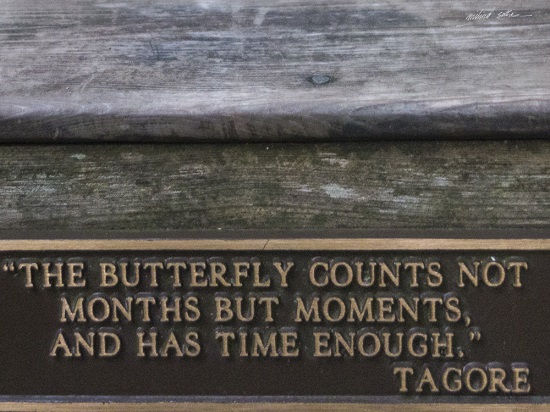 “THE BUTTERFLY COUNTS NOT
MONTHS BUT MOMENTS,
AND HAS TIME ENOUGH.”
TAGORE